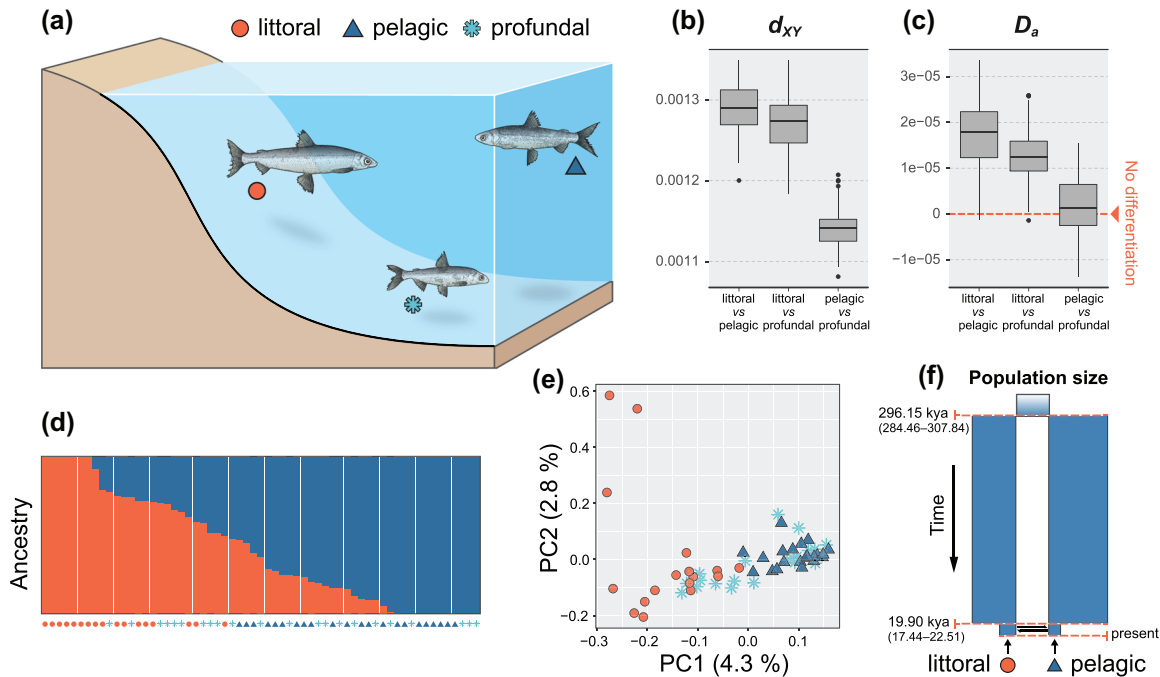 (a)
littoral
pelagic
profundal
(b)
dXY
0.0013
0.0012
0.0011
littoral
vs
pelagic
littoral
vs
profundal
pelagic
vs
profundal
(c)
Da
3e−05
2e−05
1e−05
0
−1e−05
No differentiation
littoral
vs
pelagic
littoral
vs
profundal
pelagic
vs
profundal
(d)
Ancestry
(e)
PC2 (2.8 %)
0.6
0.4
0.2
0.0
−0.2
−0.3
−0.2
−0.1
0.0
0.1
PC1 (4.3 %)
(f)
Population size
296.15 kya
(284.46–307.84)
Time
19.90 kya
(17.44–22.51)
present
littoral
pelagic